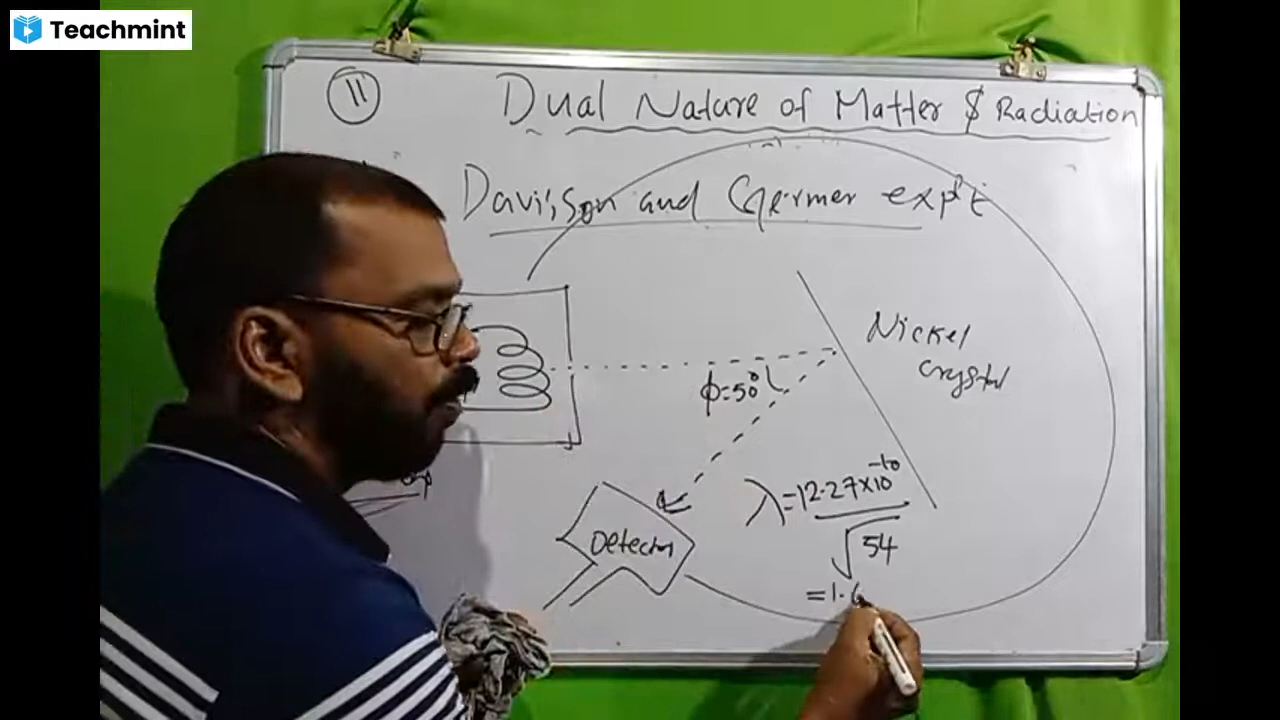 Teachmint
11 Dual Nature of Matter & Radiation
Davisson and Germer expt
Nickel
crystal
ϕ=50°
λ=12.27×10⁻¹⁰
√54
=1.6
Detector